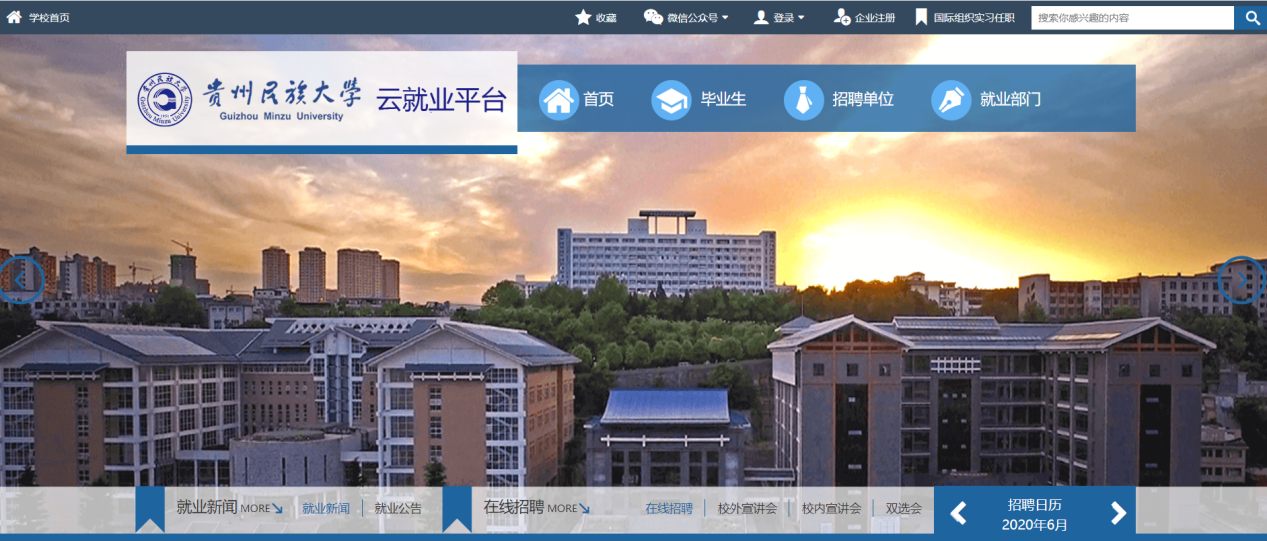 学校首页 收藏 微信公众号 登录 企业注册 国际组织实习任职 搜索你感兴趣的内容
贵州民族大学 云就业平台 首页 毕业生 招聘单位 就业部门
Guizhou Minzu University
就业新闻 MORE 就业新闻 就业公告 在线招聘 MORE 在线招聘 校外宣讲会 校内宣讲会 双选会 招聘日历
2020年6月